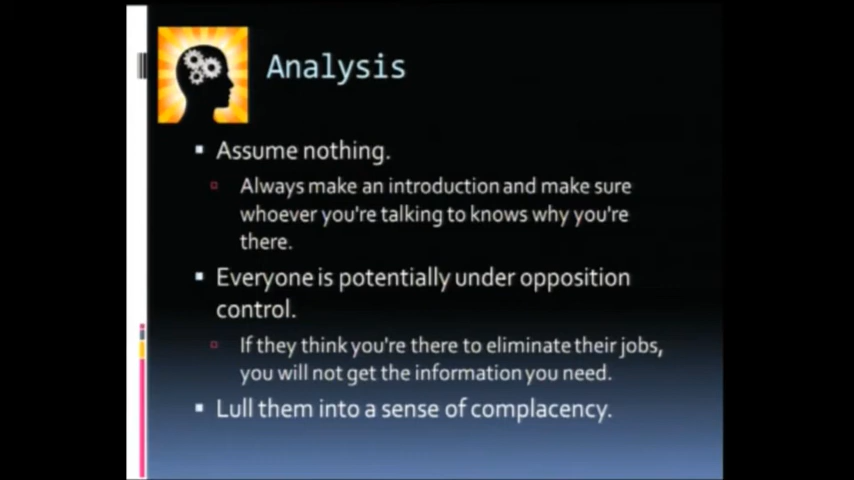 Analysis
Assume nothing.
Always make an introduction and make sure
whoever you're talking to knows why you're
there.
Everyone is potentially under opposition
control.
If they think you're there to eliminate their jobs,
you will not get the information you need.
Lull them into a sense of complacency.